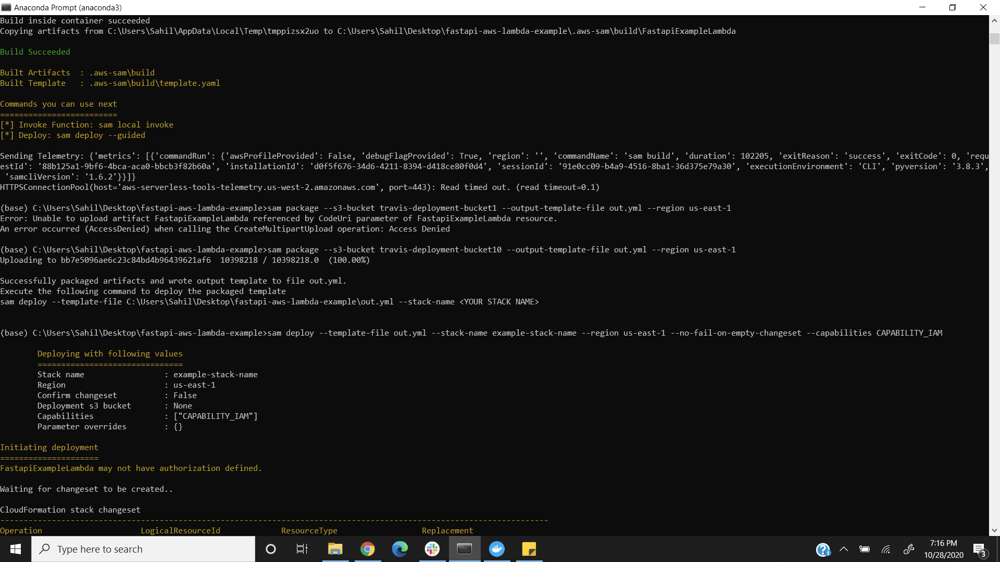 Anaconda Prompt (anaconda3)
Build inside container succeeded
Copying artifacts from C:\Users\Sahil\AppData\Local\Temp\tmppizsx2uo to C:\Users\Sahil\Desktop\fastapi-aws-lambda-example\.aws-sam\build\FastapiExampleLambda
Build Succeeded
Built Artifacts  : .aws-sam\build
Built Template   : .aws-sam\build\template.yaml
Commands you can use next
=========================
[*] Invoke Function: sam local invoke
[*] Deploy: sam deploy --guided
Sending Telemetry: {'metrics': [{'commandRun': {'awsProfileProvided': False, 'debugFlagProvided': True, 'region': '', 'commandName': 'sam build', 'duration': 102205, 'exitReason': 'success', 'exitCode': 0, 'requ
estId': '88b125a1-9bf6-4bca-aca0-bbcb3f82b60a', 'installationId': 'd0f5f676-34d6-4211-8394-d418ce80f0d4', 'sessionId': '91e0cc09-b4a9-4516-8ba1-36d375e79a30', 'executionEnvironment': 'CLI', 'pyversion': '3.8.3',
 'samcliVersion': '1.6.2'}}]}
HTTPSConnectionPool(host='aws-serverless-tools-telemetry.us-west-2.amazonaws.com', port=443): Read timed out. (read timeout=0.1)
(base) C:\Users\Sahil\Desktop\fastapi-aws-lambda-example>sam package --s3-bucket travis-deployment-bucket1 --output-template-file out.yml --region us-east-1
Error: Unable to upload artifact FastapiExampleLambda referenced by CodeUri parameter of FastapiExampleLambda resource.
An error occurred (AccessDenied) when calling the CreateMultipartUpload operation: Access Denied
(base) C:\Users\Sahil\Desktop\fastapi-aws-lambda-example>sam package --s3-bucket travis-deployment-bucket10 --output-template-file out.yml --region us-east-1
Uploading to bb7e5096ae6c23c84bd4b96439621af6  10398218 / 10398218.0  (100.00%)
Successfully packaged artifacts and wrote output template to file out.yml.
Execute the following command to deploy the packaged template
sam deploy --template-file C:\Users\Sahil\Desktop\fastapi-aws-lambda-example\out.yml --stack-name <YOUR STACK NAME>
(base) C:\Users\Sahil\Desktop\fastapi-aws-lambda-example>sam deploy --template-file out.yml --stack-name example-stack-name --region us-east-1 --no-fail-on-empty-changeset --capabilities CAPABILITY_IAM
Deploying with following values
===============================
Stack name                 : example-stack-name
Region                     : us-east-1
Confirm changeset          : False
Deployment s3 bucket       : None
Capabilities               : ["CAPABILITY_IAM"]
Parameter overrides        : {}
Initiating deployment
=====================
FastapiExampleLambda may not have authorization defined.
Waiting for changeset to be created..
CloudFormation stack changeset
---------------------------------------------------------------------------------------------------------------------
Operation                     LogicalResourceId             ResourceType                  Replacement
Type here to search
7:16 PM
10/28/2020
3